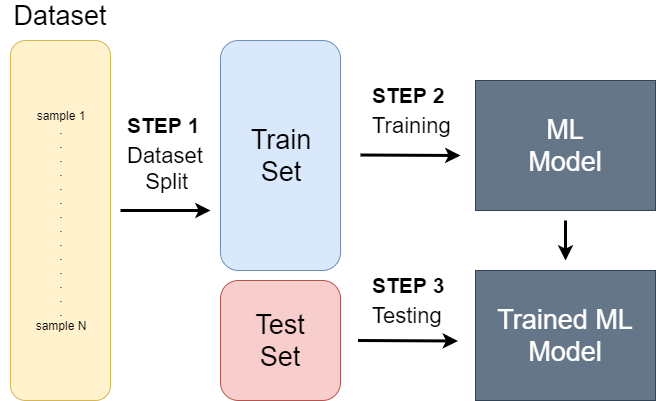 Dataset
sample 1
sample N
STEP 1
Dataset
Split
Train
Set
Test
Set
STEP 2
Training
STEP 3
Testing
ML
Model
Trained ML
Model